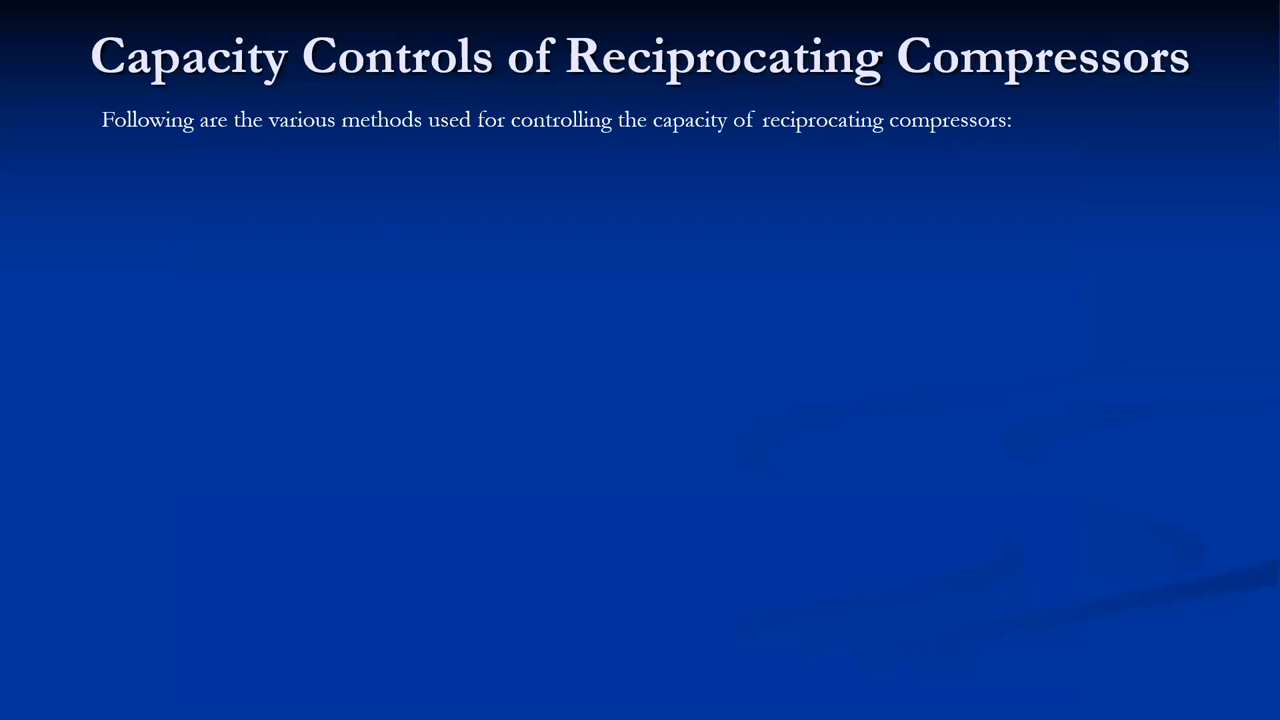 Capacity Controls of Reciprocating Compressors
Following are the various methods used for controlling the capacity of reciprocating compressors: